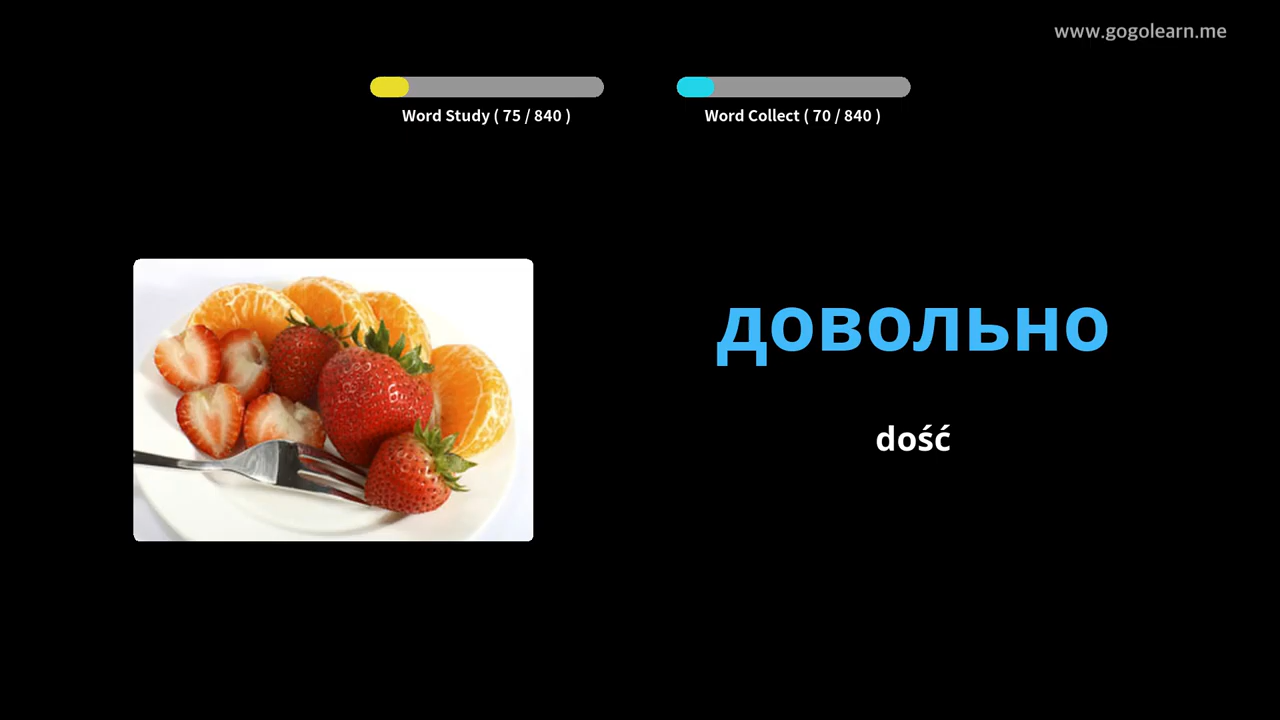 www.gogolearn.me
Word Study ( 75 / 840 )
Word Collect ( 70 / 840 )
довольно
dość